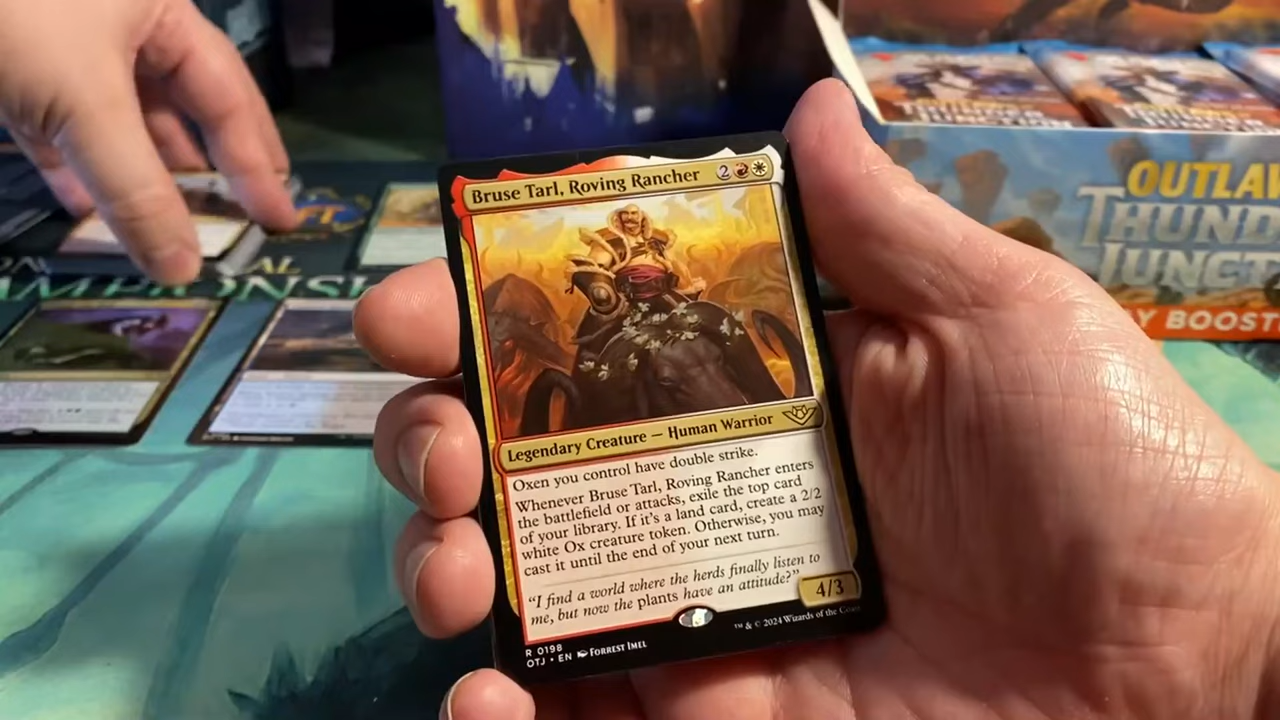 Bruse Tarl, Roving Rancher
2
Legendary Creature — Human Warrior
Oxen you control have double strike.
Whenever Bruse Tarl, Roving Rancher enters
the battlefield or attacks, exile the top card
of your library. If it's a land card, create a 2/2
white Ox creature token. Otherwise, you may
cast it until the end of your next turn.
"I find a world where the herds finally listen to
me, but now the plants have an attitude?"
4/3
R 0198
OTJ • EN Forrest Imel
™ & © 2024 Wizards of the Coast
OUTLAW
THUND
JUNCT
Y BOOST